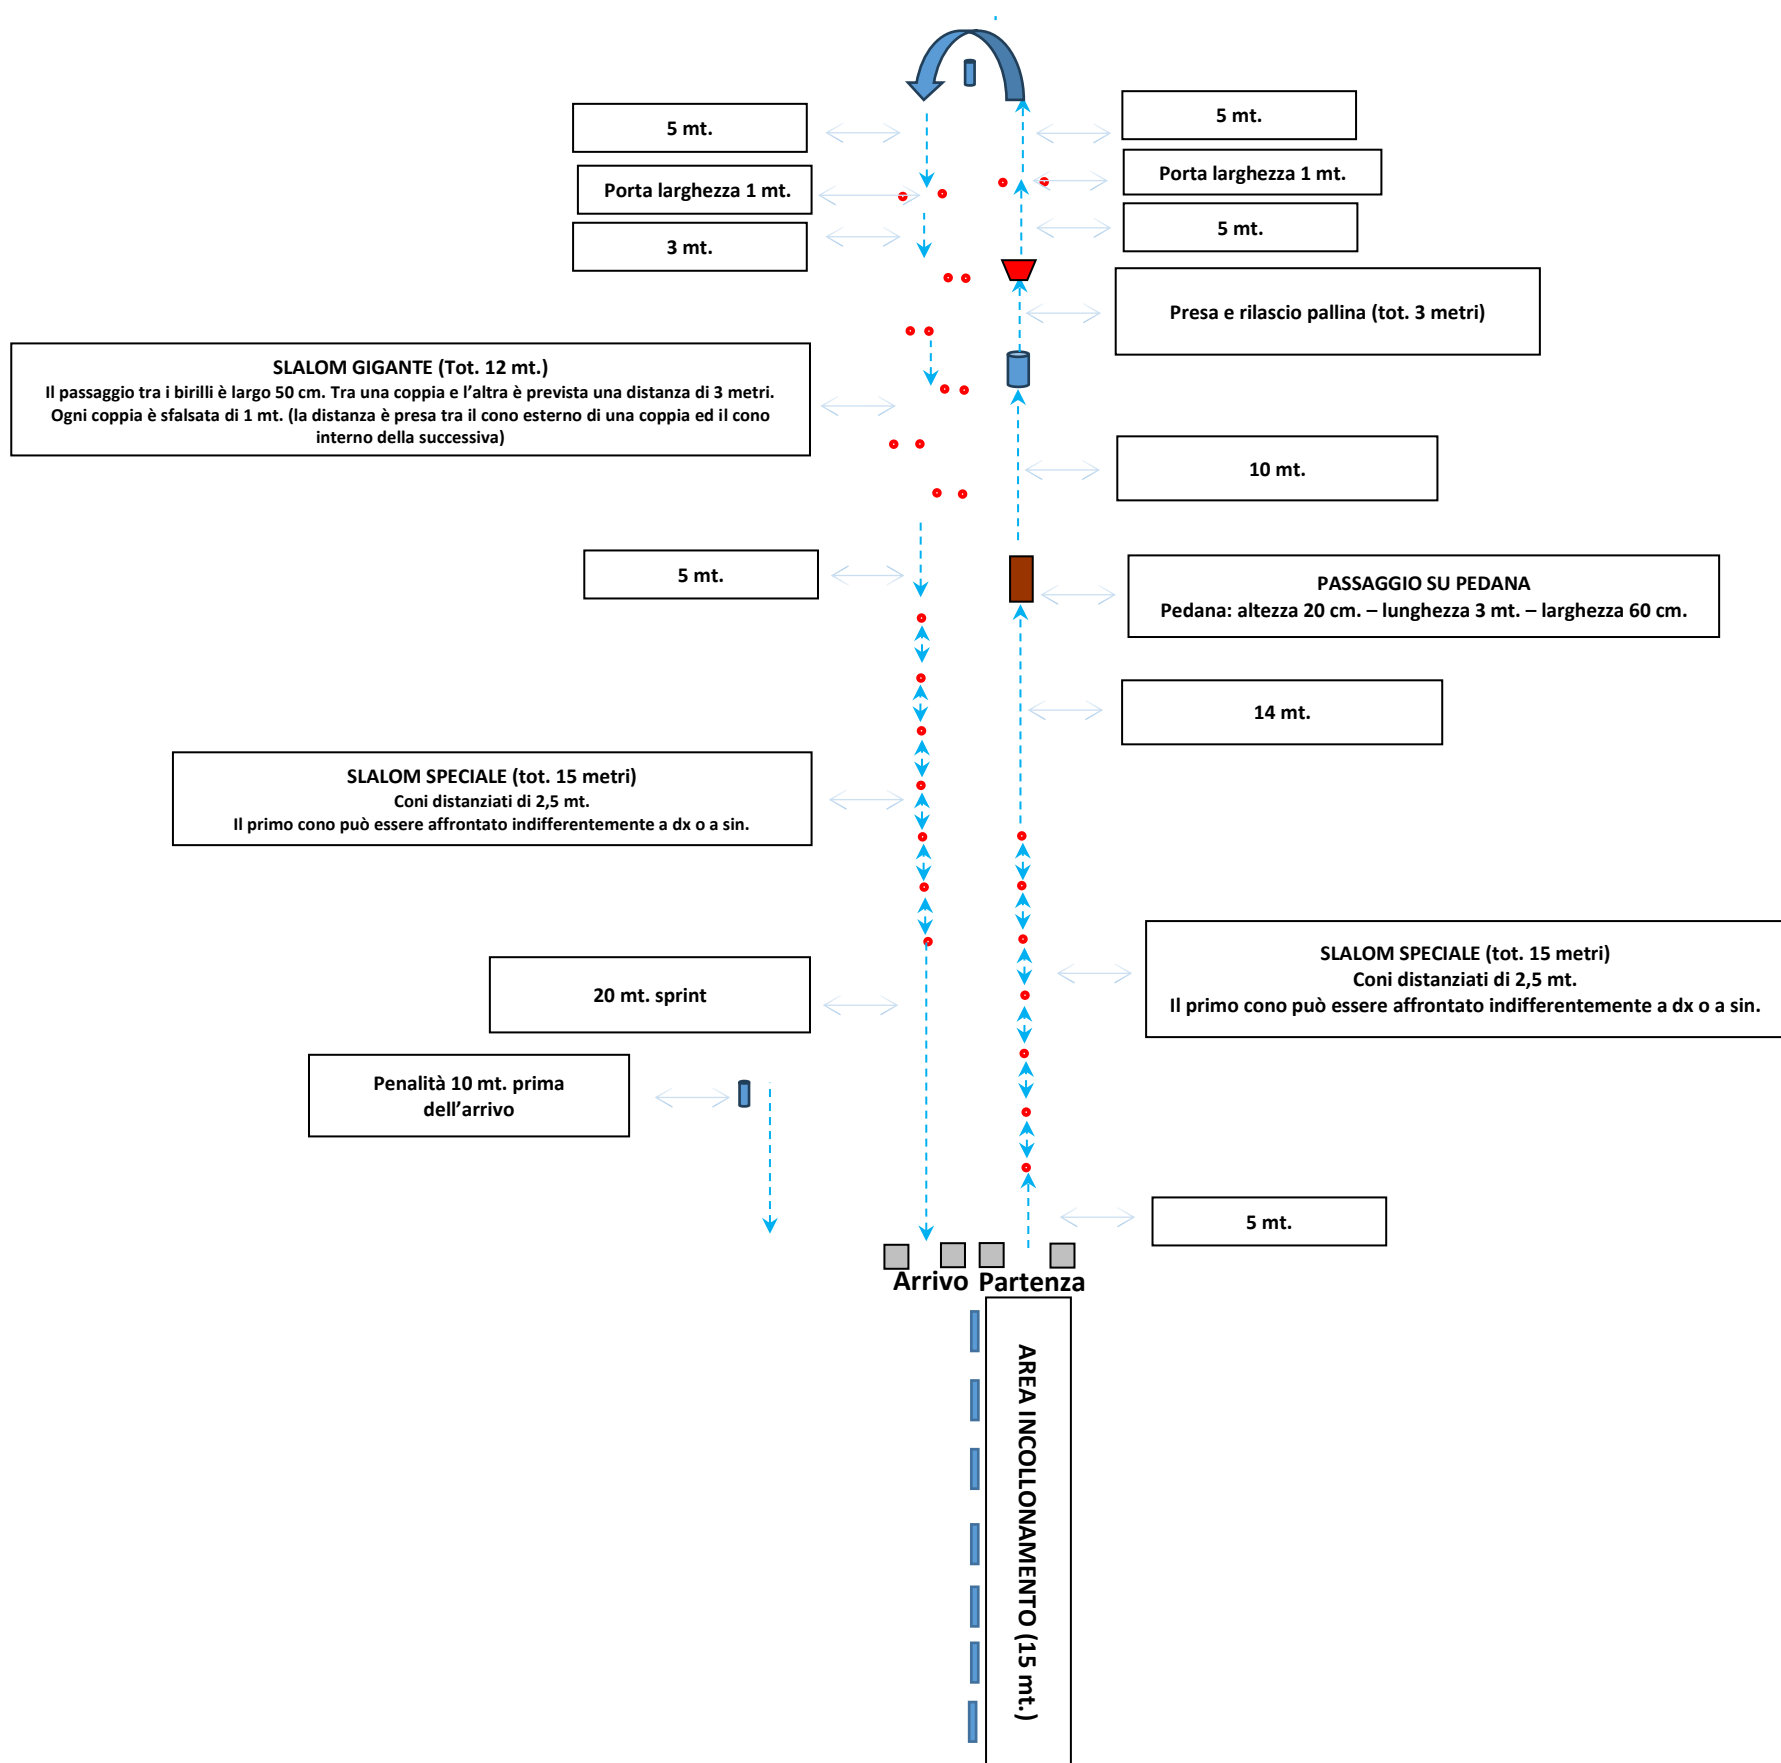 5 mt.
5 mt.
Porta larghezza 1 mt.
Porta larghezza 1 mt.
3 mt.
5 mt.
Presa e rilascio pallina (tot. 3 metri)
SLALOM GIGANTE (Tot. 12 mt.)
Il passaggio tra i birilli è largo 50 cm. Tra una coppia e l’altra è prevista una distanza di 3 metri.
Ogni coppia è sfalsata di 1 mt. (la distanza è presa tra il cono esterno di una coppia ed il cono
interno della successiva)
10 mt.
5 mt.
PASSAGGIO SU PEDANA
Pedana: altezza 20 cm. – lunghezza 3 mt. – larghezza 60 cm.
14 mt.
SLALOM SPECIALE (tot. 15 metri)
Coni distanziati di 2,5 mt.
Il primo cono può essere affrontato indifferentemente a dx o a sin.
SLALOM SPECIALE (tot. 15 metri)
Coni distanziati di 2,5 mt.
Il primo cono può essere affrontato indifferentemente a dx o a sin.
20 mt. sprint
Penalità 10 mt. prima
dell’arrivo
5 mt.
Arrivo
Partenza
AREA INCOLLONAMENTO (15 mt.)